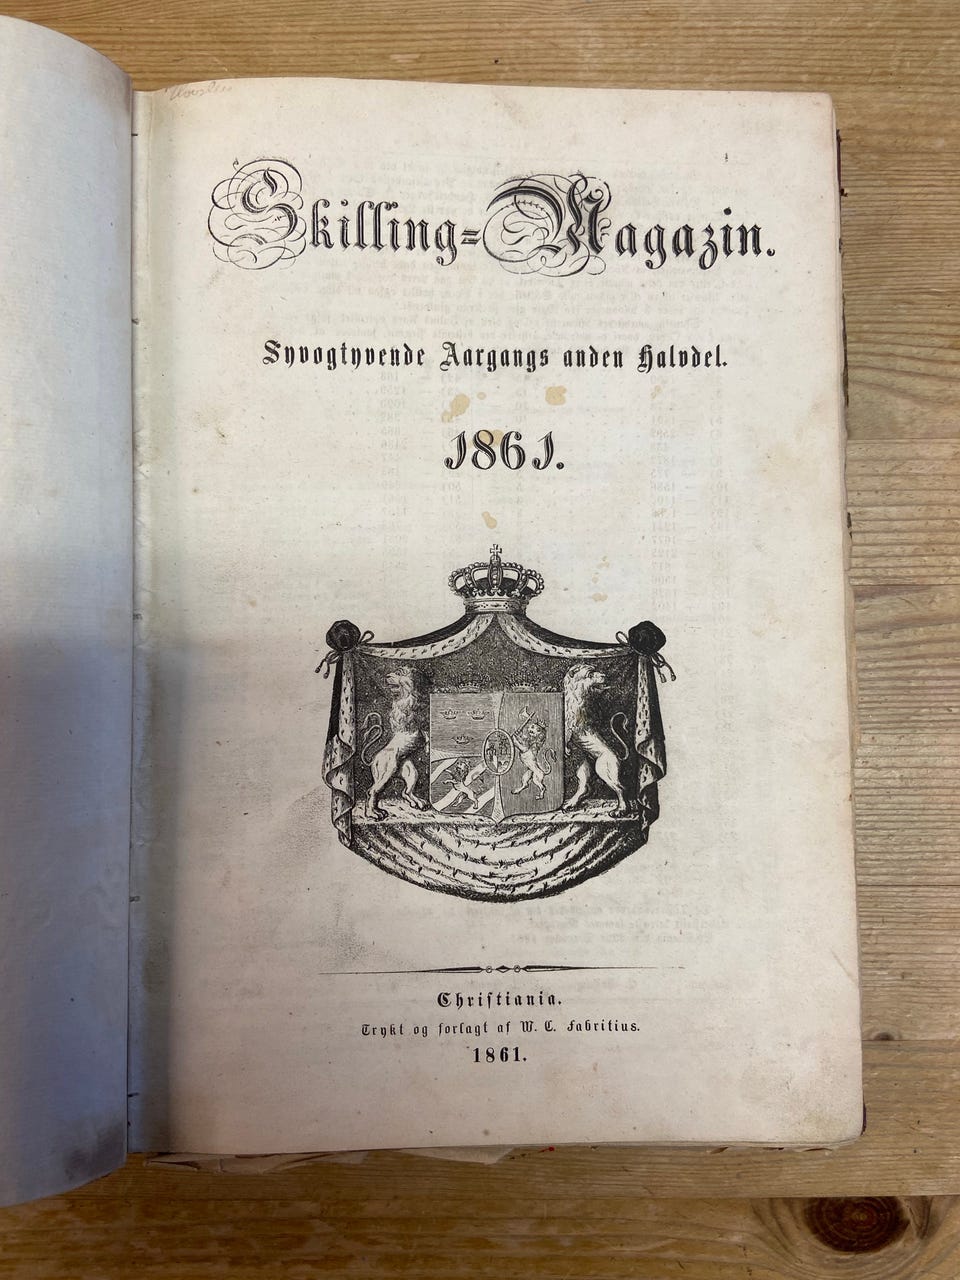 Skilling-Magazin.
Syvogtyvende Aargangs anden Halvdel.
1861.
Christiania.
Trykt og forlagt af W. C. Fabritius.
1861.